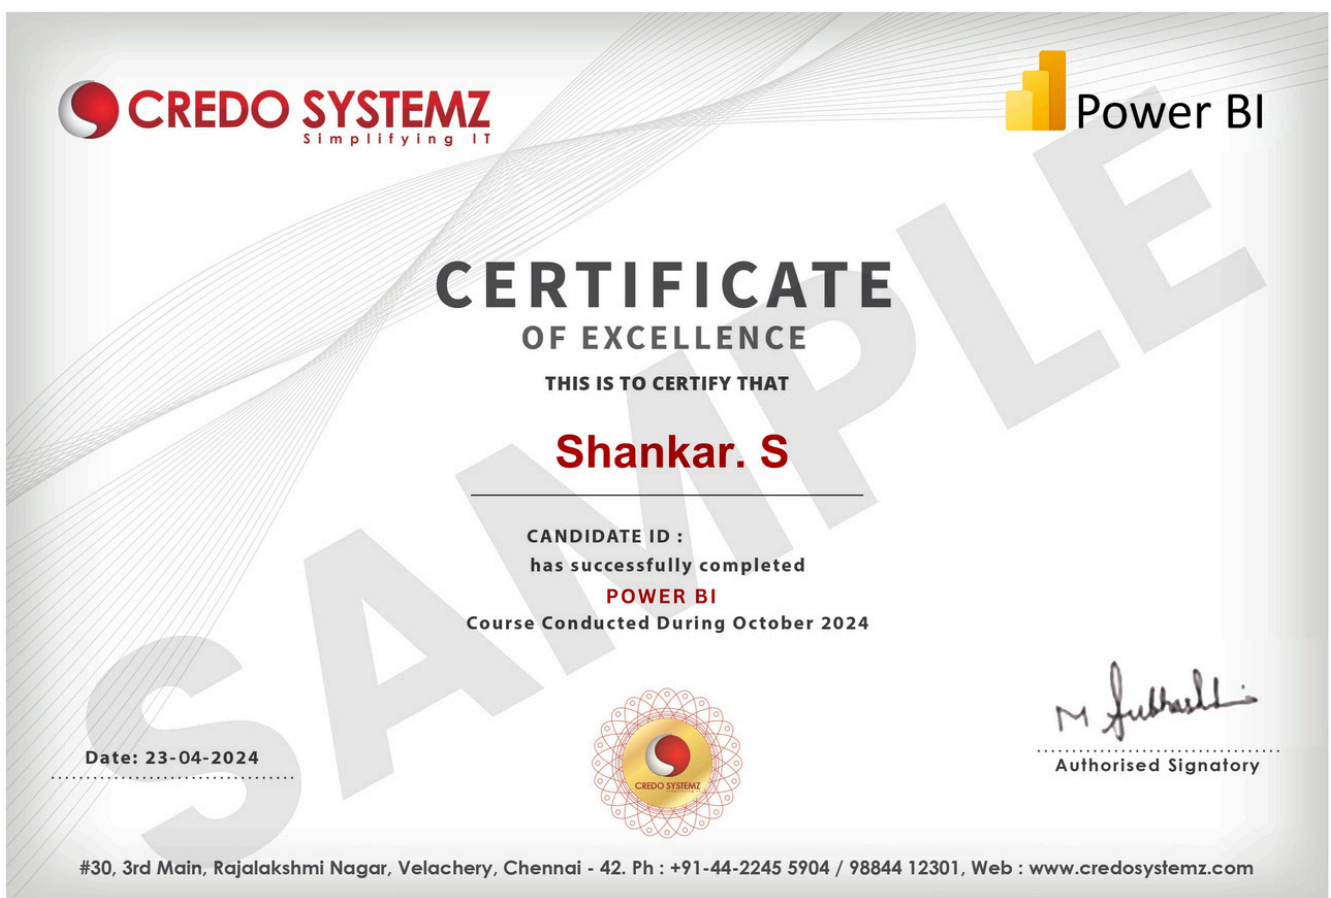 CREDO SYSTEMZ
Simplifying IT
Power BI
SAMPLE
CERTIFICATE
OF EXCELLENCE
THIS IS TO CERTIFY THAT
Shankar. S
CANDIDATE ID :
has successfully completed
POWER BI
Course Conducted During October 2024
Date: 23-04-2024
CREDO SYSTEMZ
Authorised Signatory
#30, 3rd Main, Rajalakshmi Nagar, Velachery, Chennai - 42. Ph : +91-44-2245 5904 / 98844 12301, Web : www.credosystemz.com